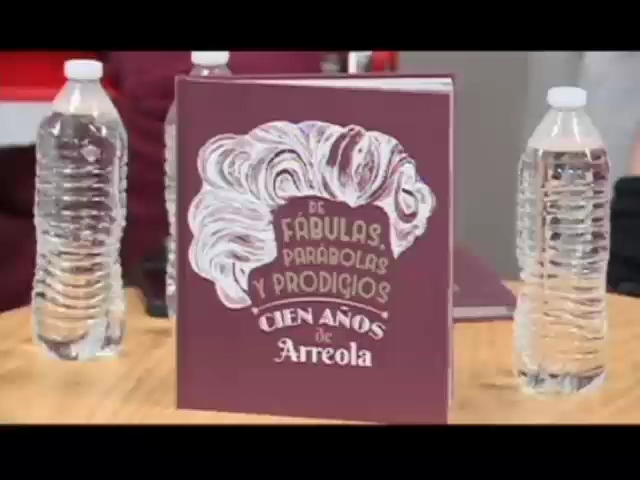 DE
FÁBULAS,
PARÁBOLAS
Y PRODIGIOS
CIEN AÑOS
de
Arreola